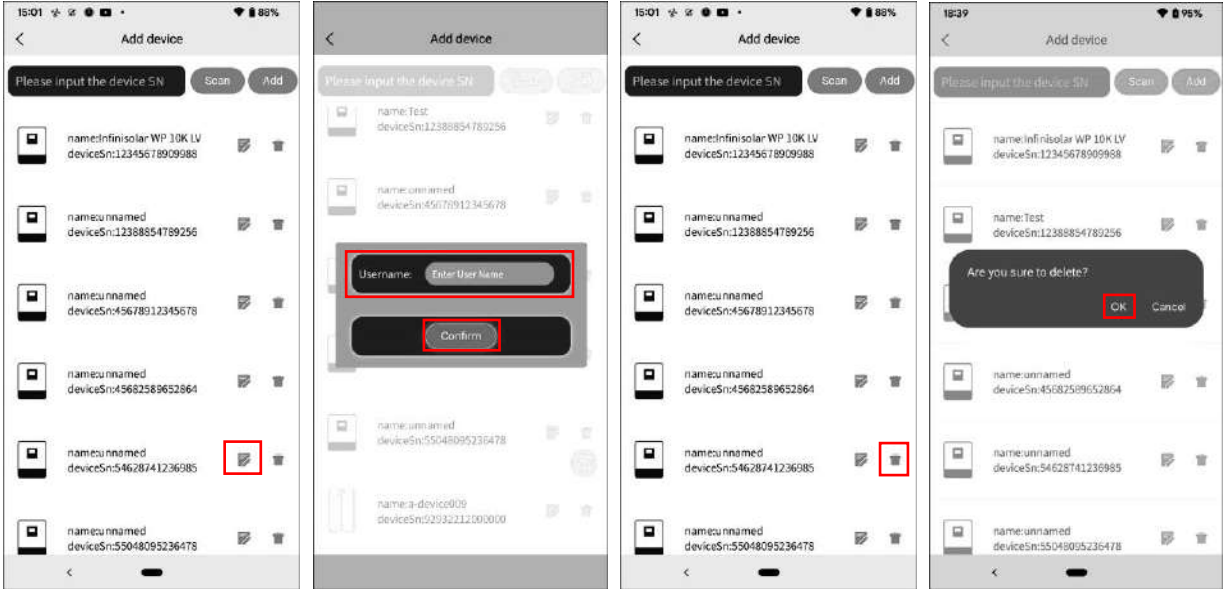 15:01
88%
Add device
Please input the device SN
Scan
Add
name:Infinisolar WP 10K LV
deviceSn:12345678909988
name:unnamed
deviceSn:12388854789256
name:unnamed
deviceSn:45678912345678
name:unnamed
deviceSn:45682589652864
name:unnamed
deviceSn:54628741236985
name:unnamed
deviceSn:55048095236478
Add device
Please input the device SN
name:Test
deviceSn:12388854789256
name:unnamed
deviceSn:45678912345678
Username:
Enter User Name
Confirm
name:unnamed
deviceSn:55048095236478
name:a-device009
deviceSn:92932212000000
15:01
88%
Add device
Please input the device SN
Scan
Add
name:Infinisolar WP 10K LV
deviceSn:12345678909988
name:unnamed
deviceSn:12388854789256
name:unnamed
deviceSn:45678912345678
name:unnamed
deviceSn:45682589652864
name:unnamed
deviceSn:54628741236985
name:unnamed
deviceSn:55048095236478
18:39
95%
Add device
Please input the device SN
Scan
Add
name:Infinisolar WP 10K LV
deviceSn:12345678909988
name:Test
deviceSn:12388854789256
Are you sure to delete?
OK
Cancel
name:unnamed
deviceSn:45682589652864
name:unnamed
deviceSn:54628741236985
name:unnamed
deviceSn:55048095236478